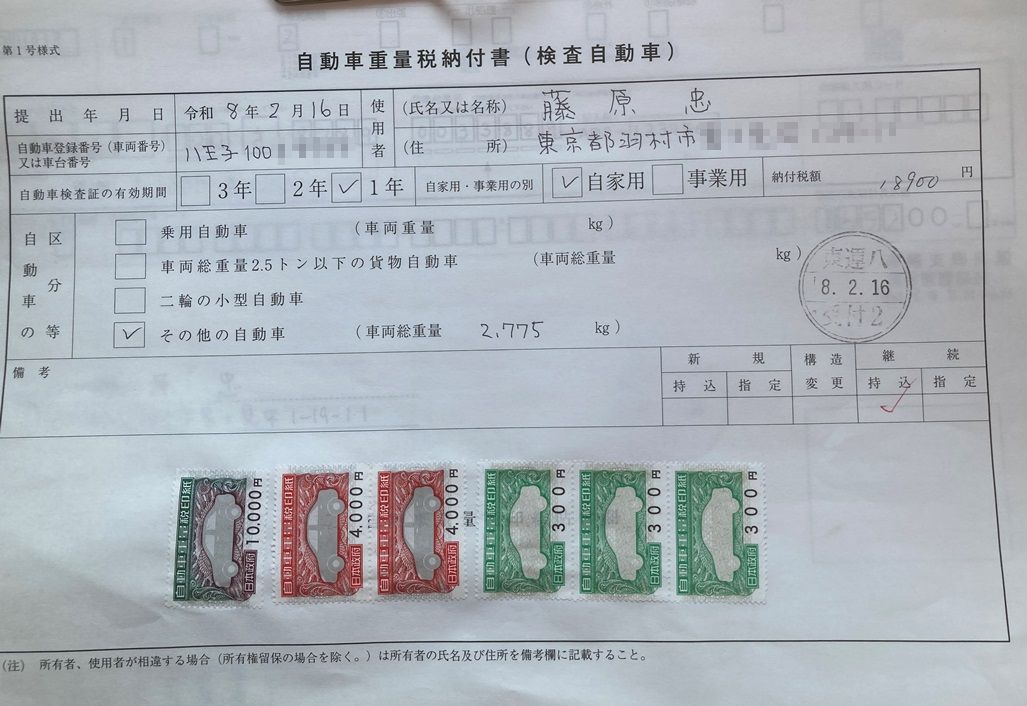 第1号様式
自動車重量税納付書(検査自動車)
提出年月日 令和8年2月16日 使用者 (氏名又は名称) 藤原 忠
自動車登録番号(車両番号)又は車台番号 八王子100 (住所) 東京都羽村市
自動車検査証の有効期間 3年 2年 ✓ 1年 自家用・事業用の別 ✓ 自家用 事業用 納付税額 18900 円
自動車の区分等
乗用自動車 (車両重量 kg)
車両総重量2.5トン以下の貨物自動車 (車両総重量 kg)
二輪の小型自動車
✓ その他の自動車 (車両総重量 2,775 kg)
東運八
8.2.16
受付2
備考
新規 構造変更 継続
持込 指定 持込 指定
✓
自動車重量税印紙 10,000円 日本政府
自動車重量税印紙 4,000円 日本政府
自動車重量税印紙 4,000円 日本政府
自動車重量税印紙 300円 日本政府
自動車重量税印紙 300円 日本政府
自動車重量税印紙 300円 日本政府
(注) 所有者、使用者が相違する場合(所有権留保の場合を除く。)は所有者の氏名及び住所を備考欄に記載すること。